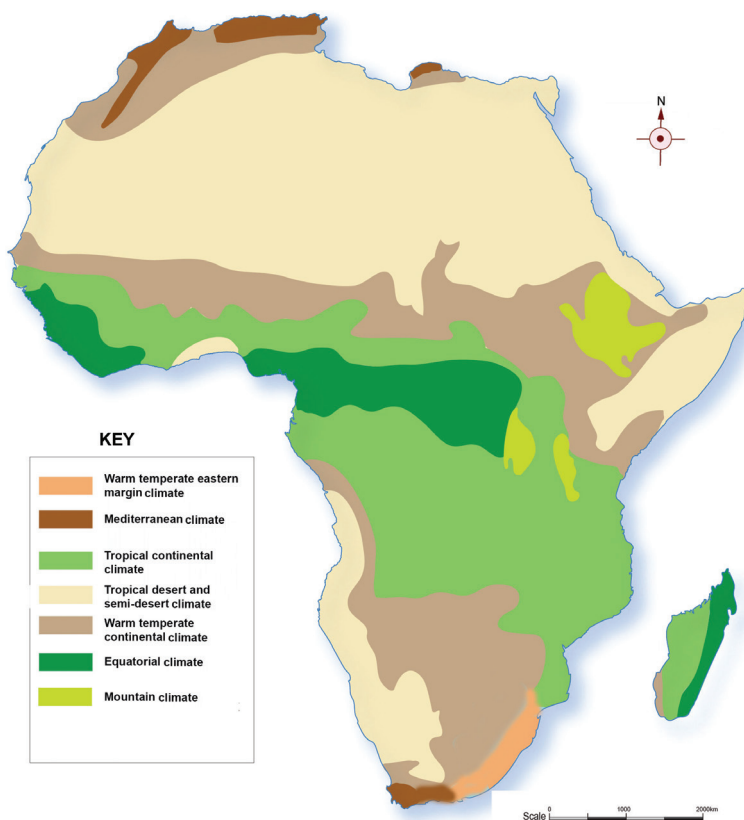 N
KEY
Warm temperate eastern
margin climate
Mediterranean climate
Tropical continental
climate
Tropical desert and
semi-desert climate
Warm temperate
continental climate
Equatorial climate
Mountain climate
0 1000 2000km
Scale